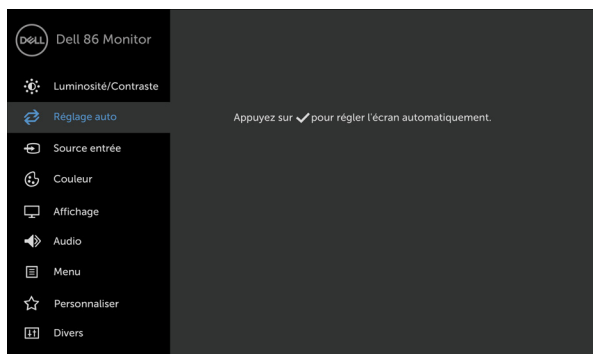 DELL
Dell 86 Monitor
Luminosité/Contraste
Réglage auto
Appuyez sur ✓ pour régler l'écran automatiquement.
Source entrée
Couleur
Affichage
Audio
Menu
Personnaliser
Divers